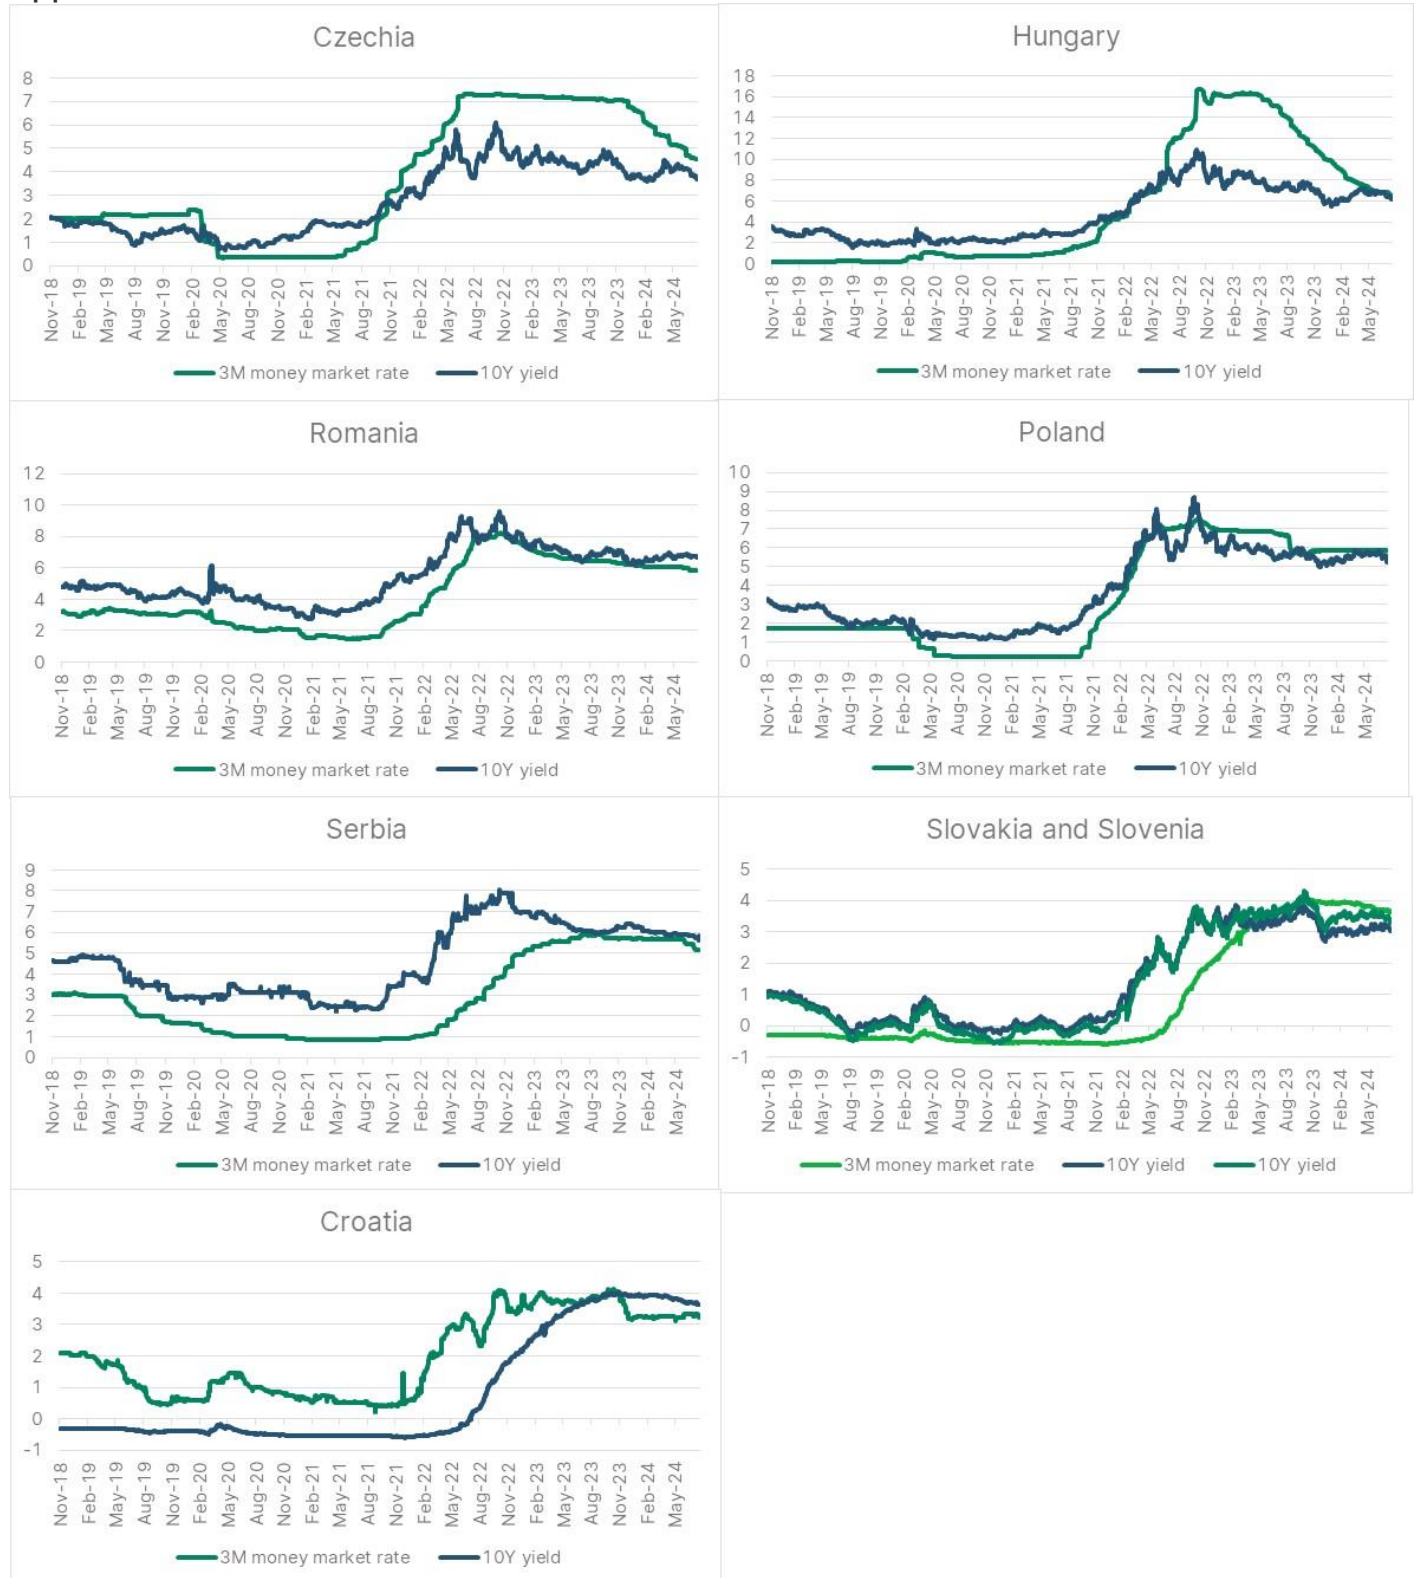 Czechia
8
7
6
5
4
3
2
1
0
Nov-18 Feb-19 May-19 Aug-19 Nov-19 Feb-20 May-20 Aug-20 Nov-20 Feb-21 May-21 Aug-21 Nov-21 Feb-22 May-22 Aug-22 Nov-22 Feb-23 May-23 Aug-23 Nov-23 Feb-24 May-24
3M money market rate 10Y yield
Hungary
18
16
14
12
10
8
6
4
2
0
Nov-18 Feb-19 May-19 Aug-19 Nov-19 Feb-20 May-20 Aug-20 Nov-20 Feb-21 May-21 Aug-21 Nov-21 Feb-22 May-22 Aug-22 Nov-22 Feb-23 May-23 Aug-23 Nov-23 Feb-24 May-24
3M money market rate 10Y yield
Romania
12
10
8
6
4
2
0
Nov-18 Feb-19 May-19 Aug-19 Nov-19 Feb-20 May-20 Aug-20 Nov-20 Feb-21 May-21 Aug-21 Nov-21 Feb-22 May-22 Aug-22 Nov-22 Feb-23 May-23 Aug-23 Nov-23 Feb-24 May-24
3M money market rate 10Y yield
Poland
10
9
8
7
6
5
4
3
2
1
0
Nov-18 Feb-19 May-19 Aug-19 Nov-19 Feb-20 May-20 Aug-20 Nov-20 Feb-21 May-21 Aug-21 Nov-21 Feb-22 May-22 Aug-22 Nov-22 Feb-23 May-23 Aug-23 Nov-23 Feb-24 May-24
3M money market rate 10Y yield
Serbia
9
8
7
6
5
4
3
2
1
0
Nov-18 Feb-19 May-19 Aug-19 Nov-19 Feb-20 May-20 Aug-20 Nov-20 Feb-21 May-21 Aug-21 Nov-21 Feb-22 May-22 Aug-22 Nov-22 Feb-23 May-23 Aug-23 Nov-23 Feb-24 May-24
3M money market rate 10Y yield
Slovakia and Slovenia
5
4
3
2
1
0
-1
Nov-18 Feb-19 May-19 Aug-19 Nov-19 Feb-20 May-20 Aug-20 Nov-20 Feb-21 May-21 Aug-21 Nov-21 Feb-22 May-22 Aug-22 Nov-22 Feb-23 May-23 Aug-23 Nov-23 Feb-24 May-24
3M money market rate 10Y yield 10Y yield
Croatia
5
4
3
2
1
0
-1
Nov-18 Feb-19 May-19 Aug-19 Nov-19 Feb-20 May-20 Aug-20 Nov-20 Feb-21 May-21 Aug-21 Nov-21 Feb-22 May-22 Aug-22 Nov-22 Feb-23 May-23 Aug-23 Nov-23 Feb-24 May-24
3M money market rate 10Y yield